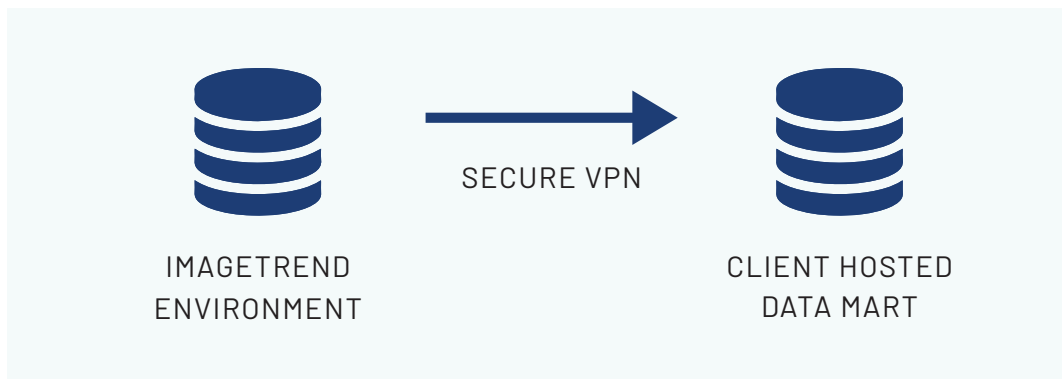 SECURE VPN
IMAGETREND
ENVIRONMENT
CLIENT HOSTED
DATA MART